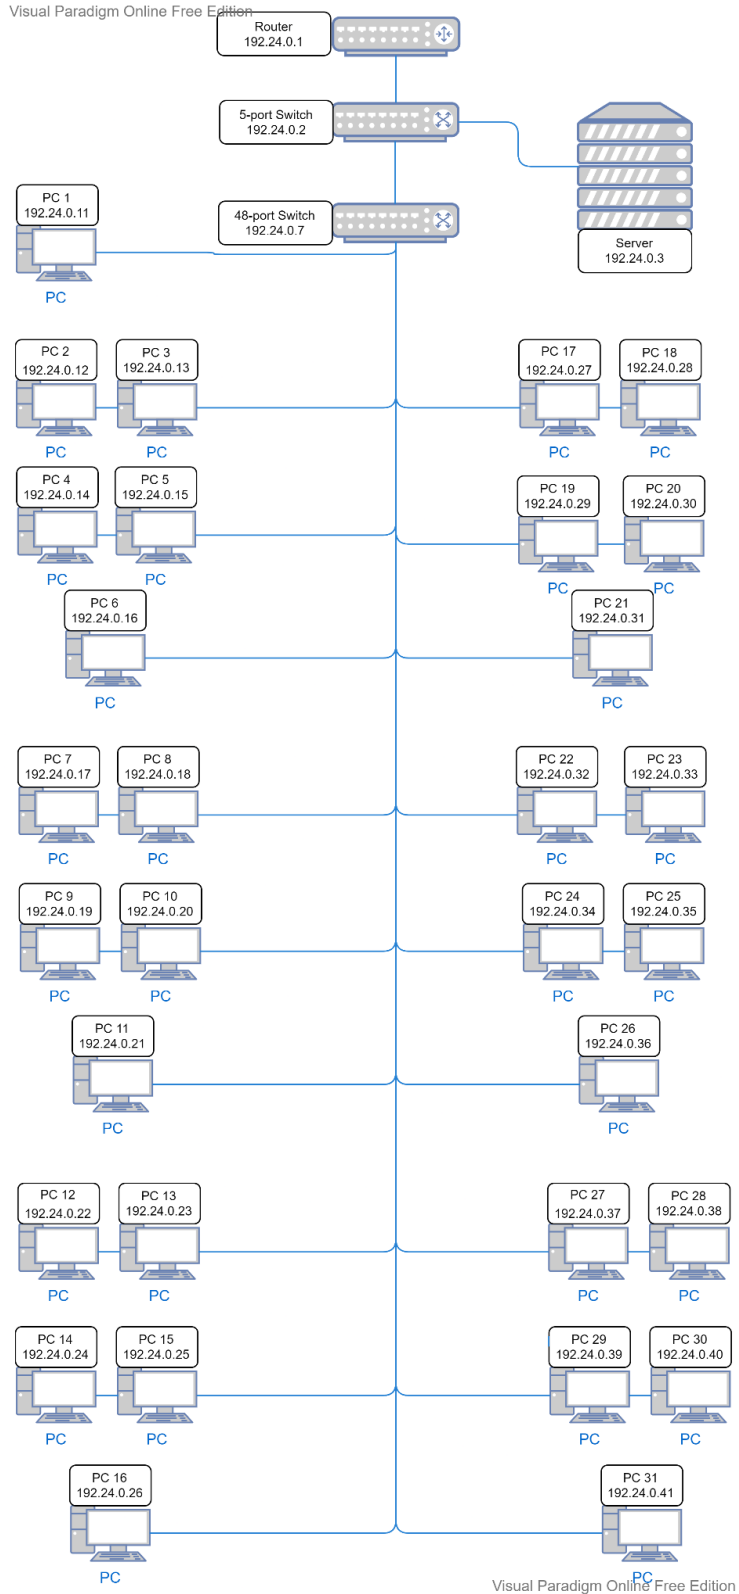 Visual Paradigm Online Free Edition
Router
192.24.0.1
5-port Switch
192.24.0.2
PC 1
192.24.0.11
PC
48-port Switch
192.24.0.7
Server
192.24.0.3
PC 2
192.24.0.12
PC
PC 3
192.24.0.13
PC
PC 17
192.24.0.27
PC
PC 18
192.24.0.28
PC
PC 4
192.24.0.14
PC
PC 5
192.24.0.15
PC
PC 19
192.24.0.29
PC
PC 20
192.24.0.30
PC
PC 6
192.24.0.16
PC
PC 21
192.24.0.31
PC
PC 7
192.24.0.17
PC
PC 8
192.24.0.18
PC
PC 22
192.24.0.32
PC
PC 23
192.24.0.33
PC
PC 9
192.24.0.19
PC
PC 10
192.24.0.20
PC
PC 24
192.24.0.34
PC
PC 25
192.24.0.35
PC
PC 11
192.24.0.21
PC
PC 26
192.24.0.36
PC
PC 12
192.24.0.22
PC
PC 13
192.24.0.23
PC
PC 27
192.24.0.37
PC
PC 28
192.24.0.38
PC
PC 14
192.24.0.24
PC
PC 15
192.24.0.25
PC
PC 29
192.24.0.39
PC
PC 30
192.24.0.40
PC
PC 16
192.24.0.26
PC
PC 31
192.24.0.41
PC
Visual Paradigm Online Free Edition